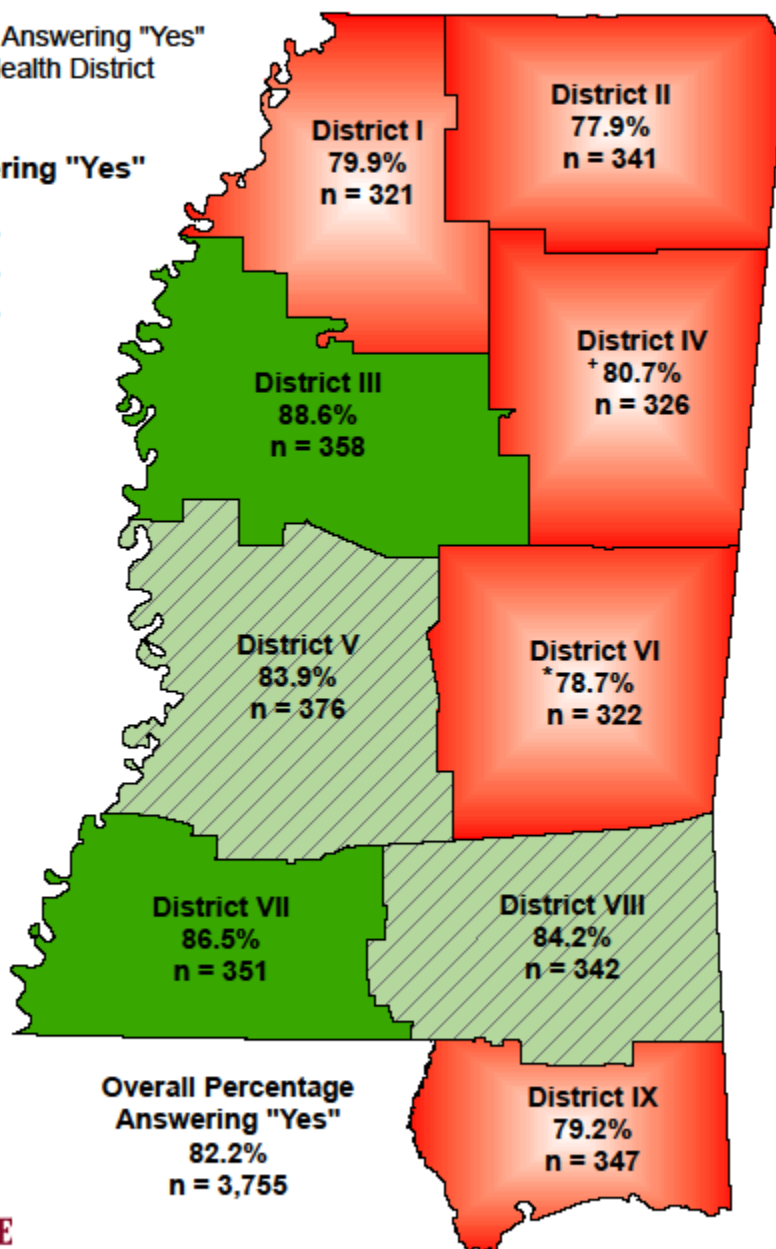 Answering "Yes"
ealth District
ring "Yes"
District I
79.9%
n = 321
District II
77.9%
n = 341
District III
88.6%
n = 358
District IV
+ 80.7%
n = 326
District V
83.9%
n = 376
District VI
* 78.7%
n = 322
District VII
86.5%
n = 351
District VIII
84.2%
n = 342
Overall Percentage
Answering "Yes"
82.2%
n = 3,755
District IX
79.2%
n = 347
E